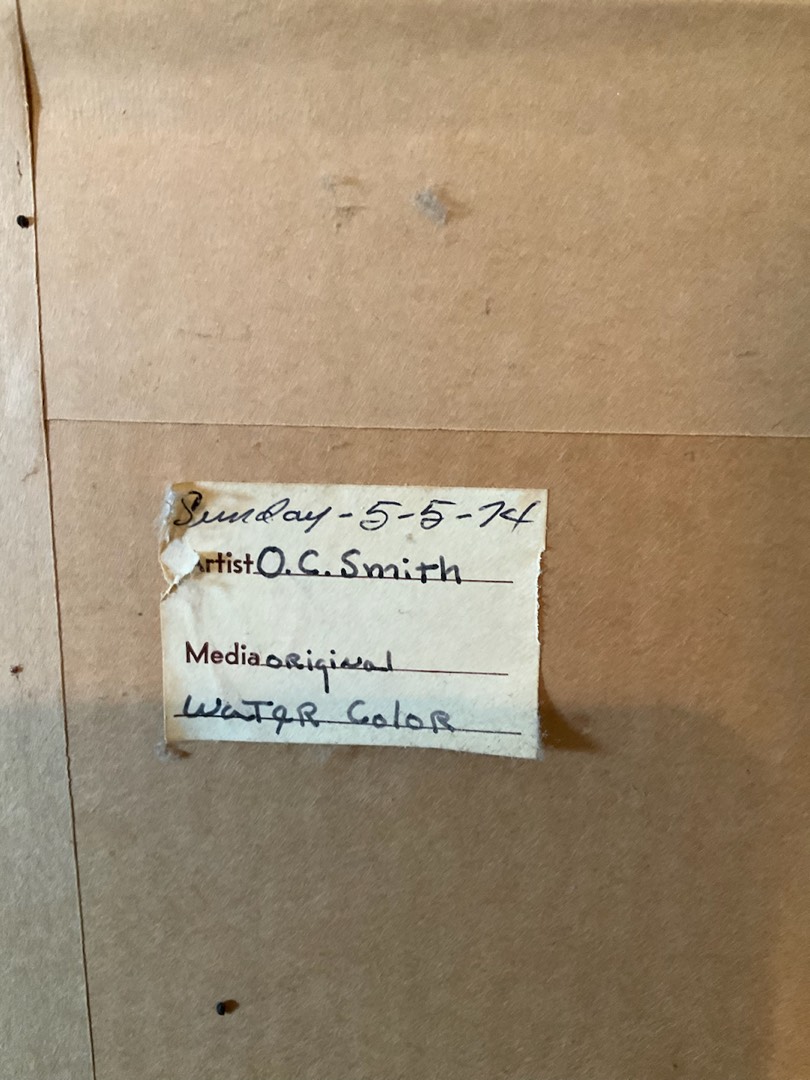 Sunday-5-5-74
Artist O.C. Smith
Media original
WaTeR ColoR